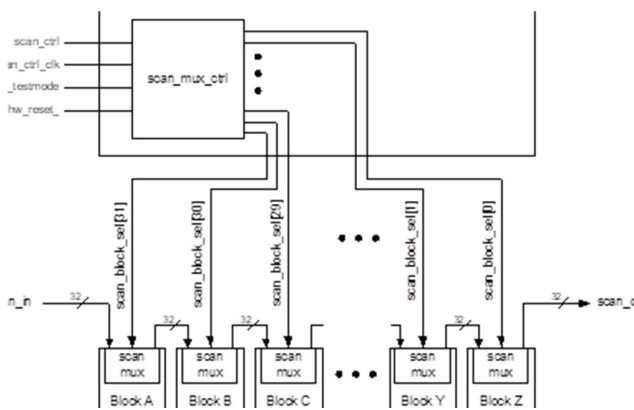 scan_ctrl
an_ctrl_clk
_testmode
hw_reset_
scan_mux_ctrl
scan_block_sel[31]
scan_block_sel[30]
scan_block_sel[29]
scan_block_sel[1]
scan_block_sel[0]
n_in
32
32
32
32
32
scan_o
scan
mux
scan
mux
scan
mux
scan
mux
scan
mux
Block A
Block B
Block C
Block Y
Block Z